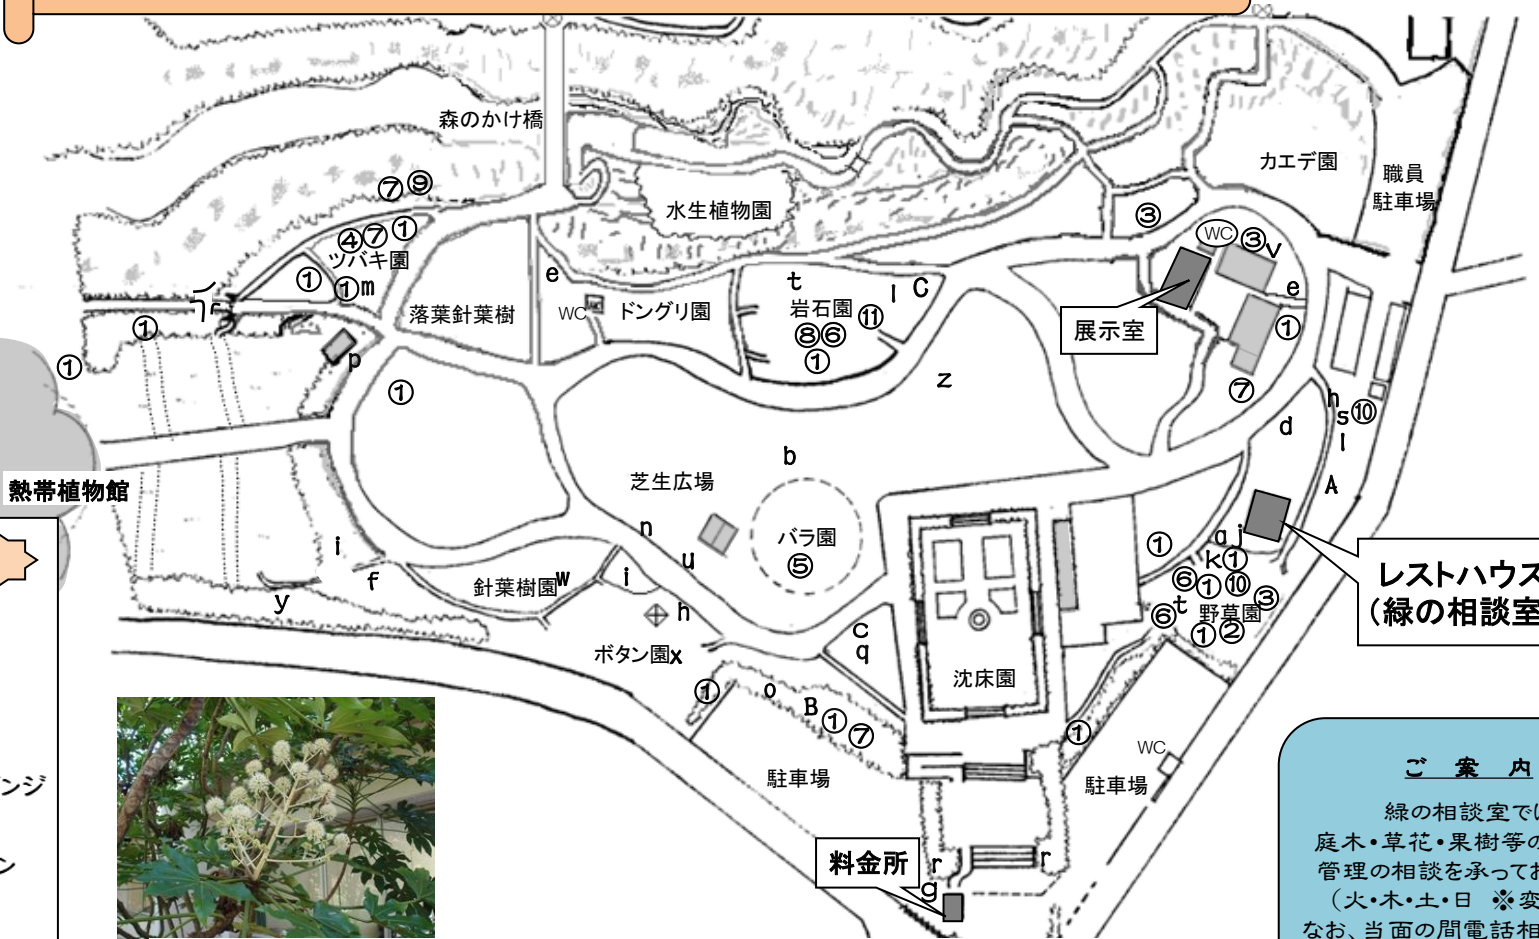 森のかけ橋
カエデ園
職員
駐車場
水生植物園
⑦⑨
③
④⑦①
ツバキ園
WC
③v
①
①m
e
t
l C
e
落葉針葉樹
WC
ドングリ園
岩石園
⑪
⑧⑥
①
展示室
①
①
①
p
①
z
⑦
h
s⑩
l
d
A
b
芝生広場
熱帯植物館
n
バラ園
⑤
u
a j
k①
①
⑥①⑩
③
t
野草園
⑥
①②
i
f
y
針葉樹園w
i
h
ボタン園x
c
q
沈床園
レストハウス
(緑の相談室
①
o
B①⑦
①
WC
駐車場
駐車場
料金所
r
r
g
ンジ
ン
ご案内
緑の相談室で
庭木・草花・果樹等の
管理の相談を承ってお
(火・木・土・日 ※変
なお、当面の間電話相